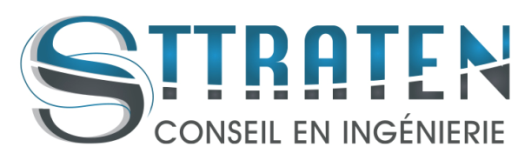 STTRATEN
CONSEIL EN INGÉNIERIE